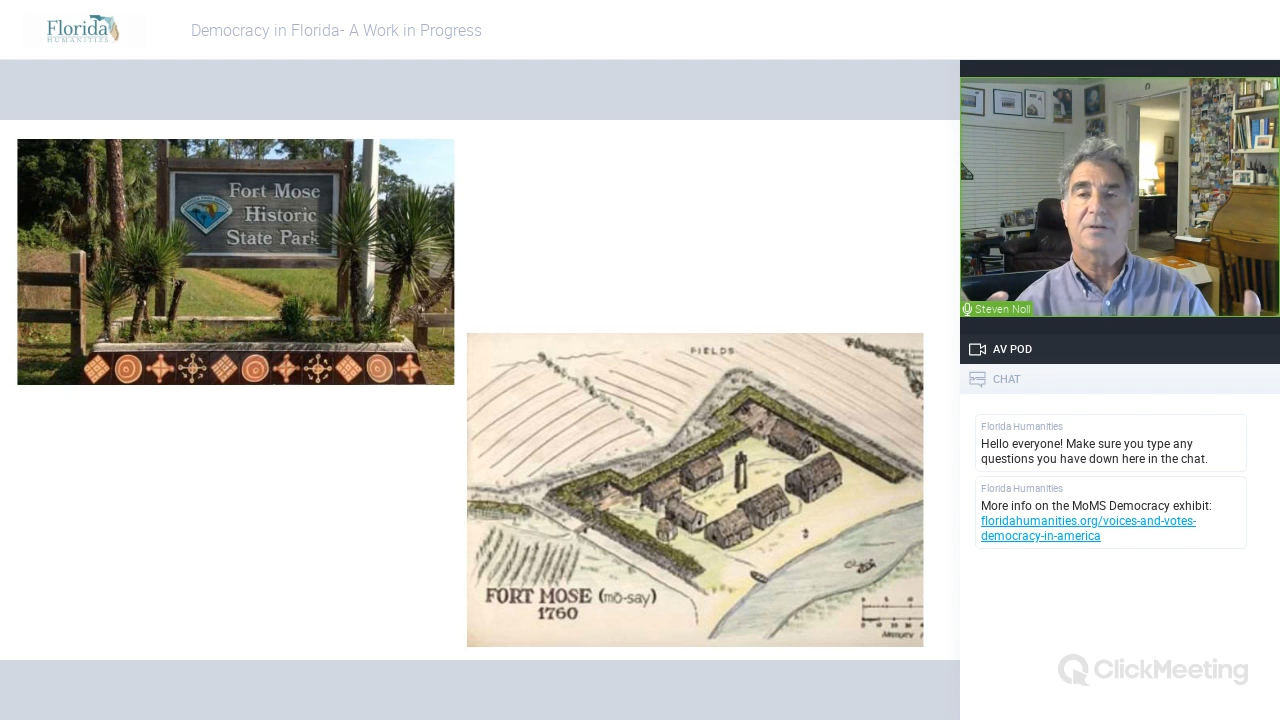 Florida
HUMANITIES
Democracy in Florida- A Work in Progress
Fort Mose
Historic
State Park
FIELDS
FORT MOSE (mō-say)
1760
Steven Noll
AV POD
CHAT
Florida Humanities
Hello everyone! Make sure you type any
questions you have down here in the chat.
Florida Humanities
More info on the MoMS Democracy exhibit:
floridahumanities.org/voices-and-votes-
democracy-in-america
ClickMeeting